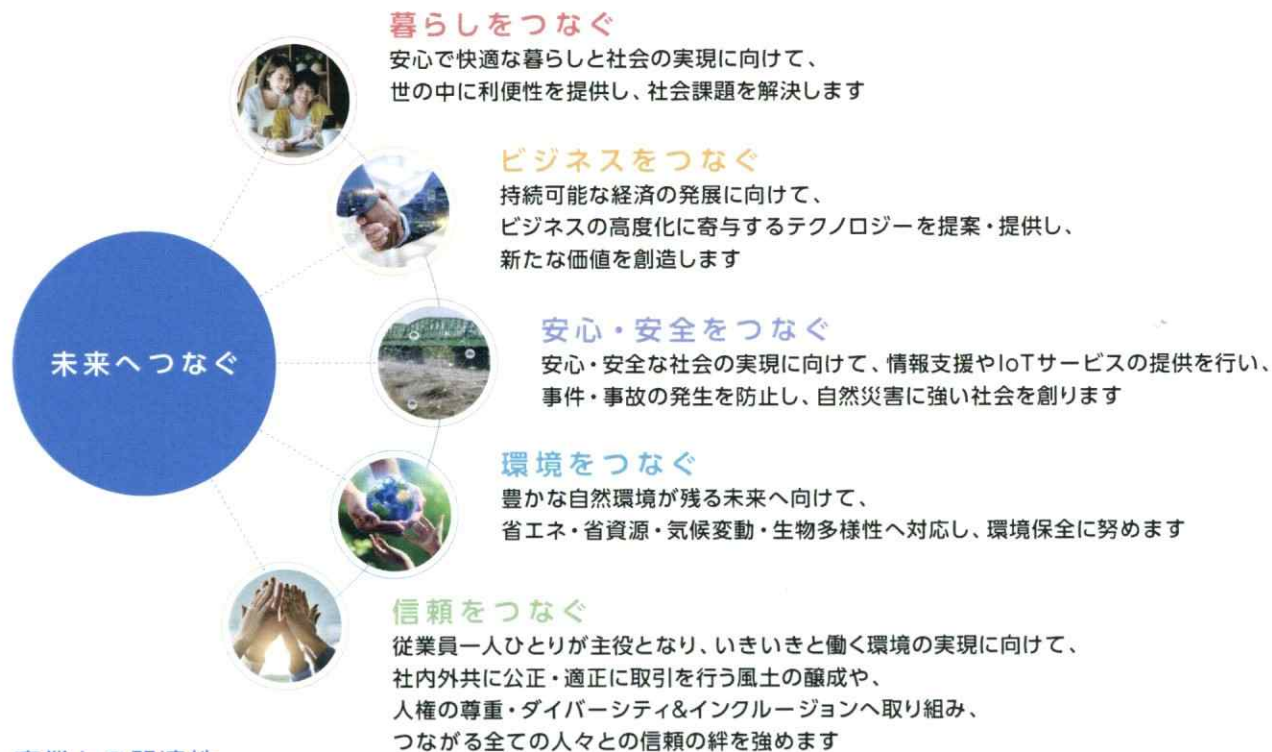 暮らしをつなぐ
安心で快適な暮らしと社会の実現に向けて、
世の中に利便性を提供し、社会課題を解決します
ビジネスをつなぐ
持続可能な経済の発展に向けて、
ビジネスの高度化に寄与するテクノロジーを提案・提供し、
新たな価値を創造します
未来へつなぐ
安心・安全をつなぐ
安心・安全な社会の実現に向けて、情報支援やIoTサービスの提供を行い、
事件・事故の発生を防止し、自然災害に強い社会を創ります
環境をつなぐ
豊かな自然環境が残る未来へ向けて、
省エネ・省資源・気候変動・生物多様性へ対応し、環境保全に努めます
信頼をつなぐ
従業員一人ひとりが主役となり、いきいきと働く環境の実現に向けて、
社内外共に公正・適正に取引を行う風土の醸成や、
人権の尊重・ダイバーシティ&インクルージョンへ取り組み、
つながる全ての人々との信頼の絆を強めます